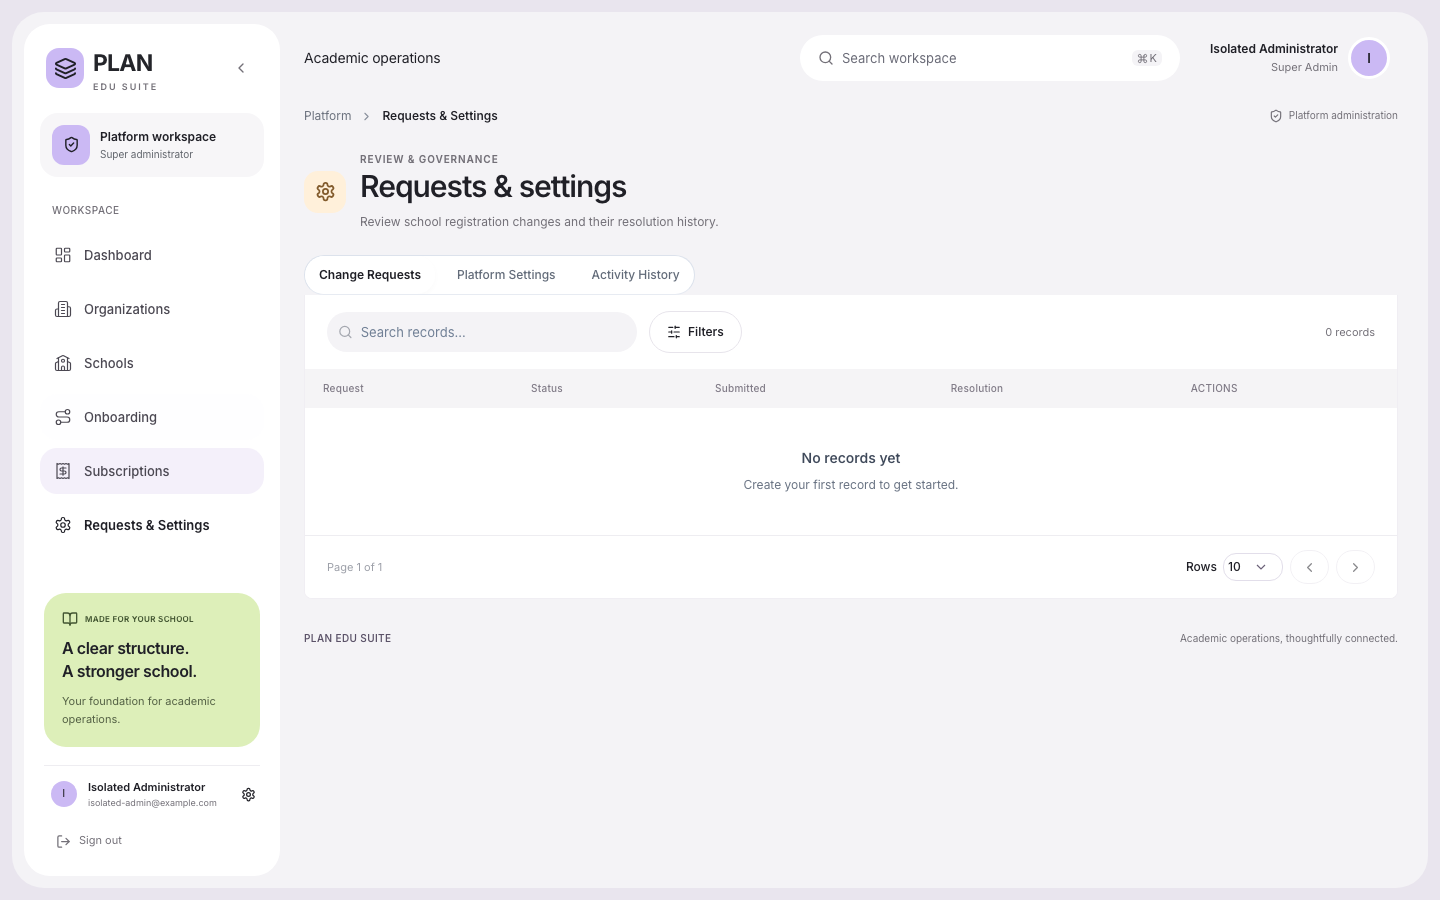 PLAN
EDU SUITE
Platform workspace
Super administrator
WORKSPACE
Dashboard
Organizations
Schools
Onboarding
Subscriptions
Requests & Settings
MADE FOR YOUR SCHOOL
A clear structure.
A stronger school.
Your foundation for academic
operations.
I
Isolated Administrator
isolated-admin@example.com
Sign out
Academic operations
Search workspace
⌘K
Isolated Administrator
Super Admin
I
Platform > Requests & Settings
Platform administration
REVIEW & GOVERNANCE
Requests & settings
Review school registration changes and their resolution history.
Change Requests Platform Settings Activity History
Search records...
Filters
0 records
Request Status Submitted Resolution ACTIONS
No records yet
Create your first record to get started.
Page 1 of 1
Rows 10
PLAN EDU SUITE
Academic operations, thoughtfully connected.